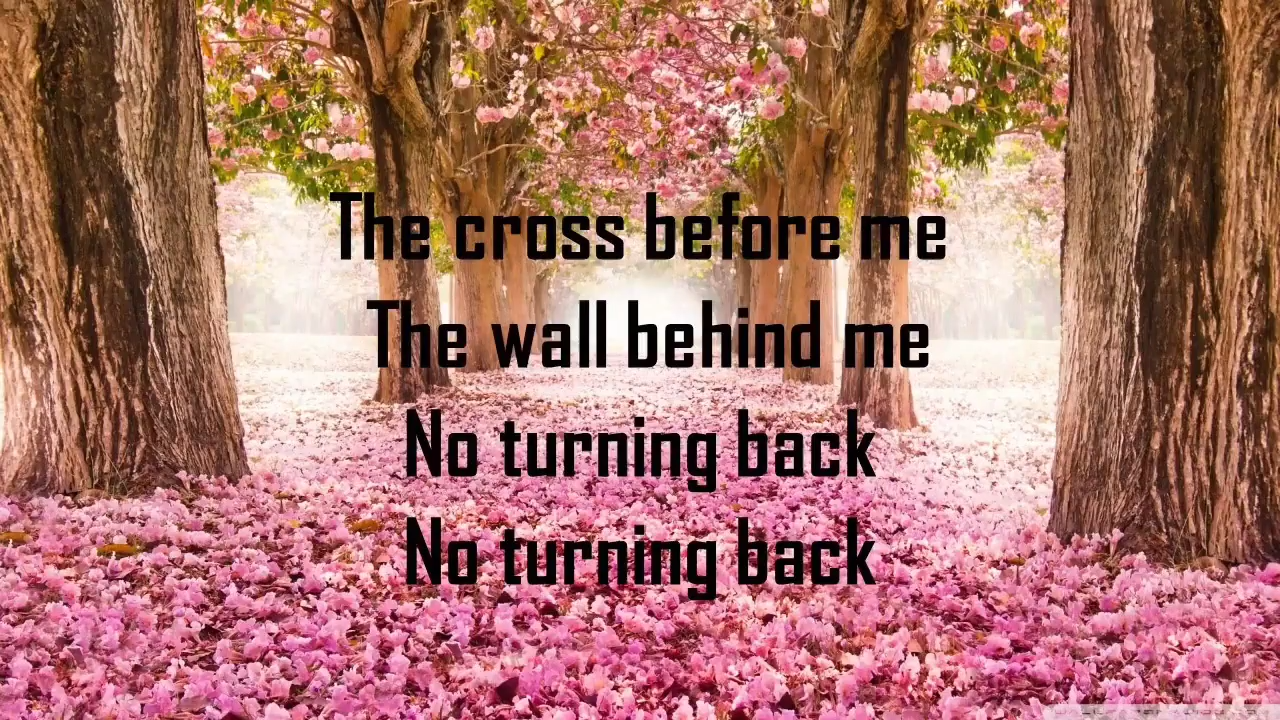 The cross before me
The wall behind me
No turning back
No turning back